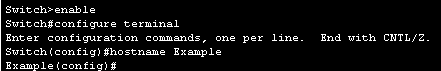 Switch>enable
Switch#configure terminal
Enter configuration commands, one per line.  End with CNTL/Z.
Switch(config)#hostname Example
Example(config)#